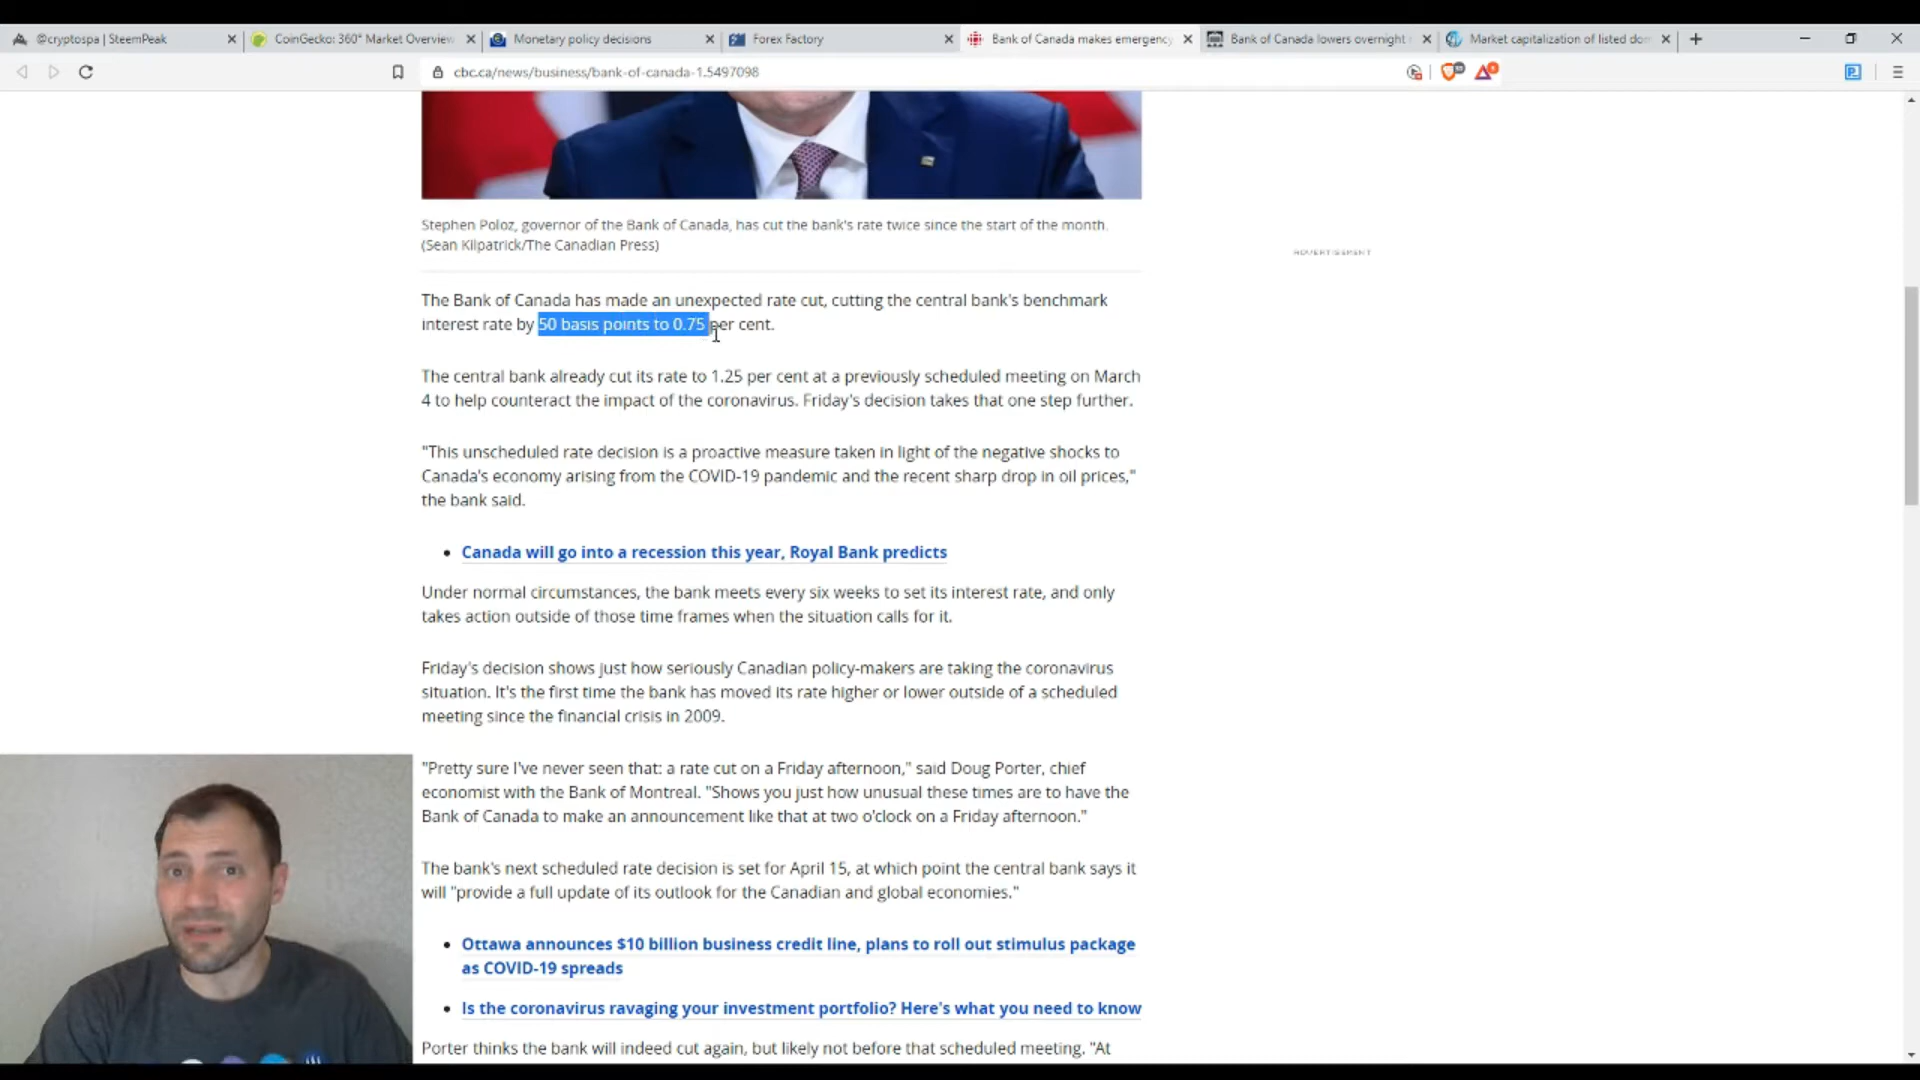 @cryptospa | SteemPeak
CoinGecko: 360° Market Overview
Monetary policy decisions
Forex Factory
Bank of Canada makes emergency
Bank of Canada lowers overnight
Market capitalization of listed dom
cbc.ca/news/business/bank-of-canada-1.5497098
Stephen Poloz, governor of the Bank of Canada, has cut the bank's rate twice since the start of the month.
(Sean Kilpatrick/The Canadian Press)
ADVERTISEMENT
The Bank of Canada has made an unexpected rate cut, cutting the central bank's benchmark
interest rate by 50 basis points to 0.75 per cent.
The central bank already cut its rate to 1.25 per cent at a previously scheduled meeting on March
4 to help counteract the impact of the coronavirus. Friday's decision takes that one step further.
"This unscheduled rate decision is a proactive measure taken in light of the negative shocks to
Canada's economy arising from the COVID-19 pandemic and the recent sharp drop in oil prices,"
the bank said.
• Canada will go into a recession this year, Royal Bank predicts
Under normal circumstances, the bank meets every six weeks to set its interest rate, and only
takes action outside of those time frames when the situation calls for it.
Friday's decision shows just how seriously Canadian policy-makers are taking the coronavirus
situation. It's the first time the bank has moved its rate higher or lower outside of a scheduled
meeting since the financial crisis in 2009.
"Pretty sure I've never seen that: a rate cut on a Friday afternoon," said Doug Porter, chief
economist with the Bank of Montreal. "Shows you just how unusual these times are to have the
Bank of Canada to make an announcement like that at two o'clock on a Friday afternoon."
The bank's next scheduled rate decision is set for April 15, at which point the central bank says it
will "provide a full update of its outlook for the Canadian and global economies."
• Ottawa announces $10 billion business credit line, plans to roll out stimulus package
as COVID-19 spreads
• Is the coronavirus ravaging your investment portfolio? Here's what you need to know
Porter thinks the bank will indeed cut again, but likely not before that scheduled meeting. "At